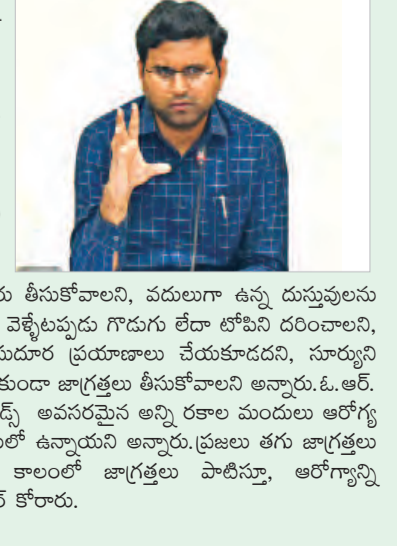 తీసుకోవాలని, వదులుగా ఉన్న దుస్తువులను
వెళ్ళేటప్పుడు గొడుగు లేదా టోపిని దరించాలని,
ప్రయాణాలు చేయకూడదని, సూర్యుని
జాగ్రత్తలు తీసుకోవాలని అన్నారు.ఓ.ఆర్.
అవసరమైన అన్ని రకాల మందులు ఆరోగ్య
ఉన్నాయని అన్నారు.ప్రజలు తగు జాగ్రత్తలు
కాలంలో జాగ్రత్తలు పాటిస్తూ, ఆరోగ్యాన్ని
కోరారు.